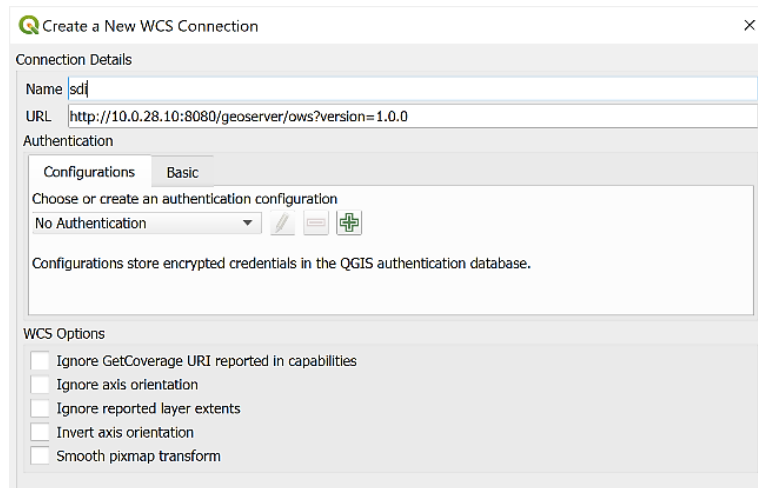 Create a New WCS Connection
Connection Details
Name sdi
URL http://10.0.28.10:8080/geoserver/ows?version=1.0.0
Authentication
Configurations Basic
Choose or create an authentication configuration
No Authentication
Configurations store encrypted credentials in the QGIS authentication database.
WCS Options
Ignore GetCoverage URI reported in capabilities
Ignore axis orientation
Ignore reported layer extents
Invert axis orientation
Smooth pixmap transform